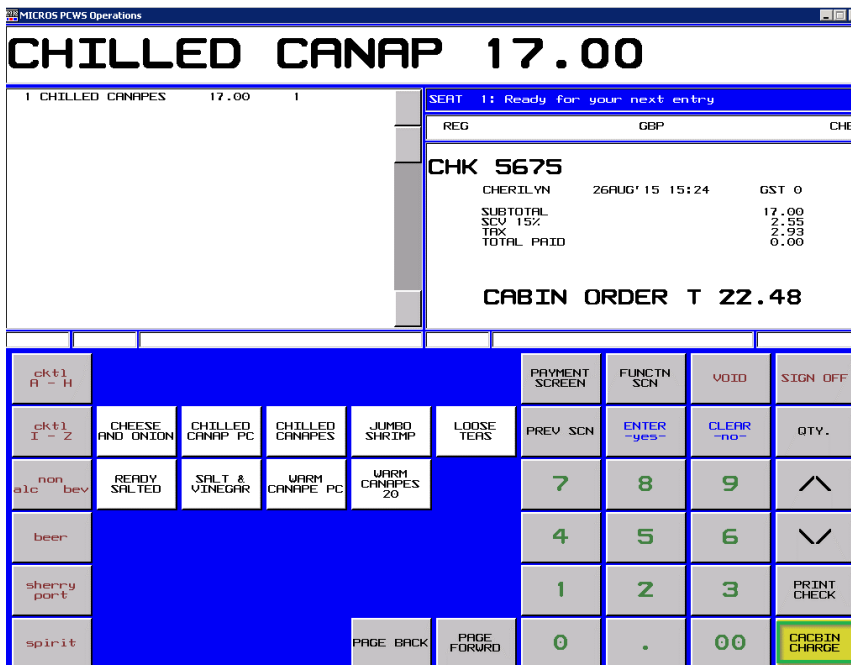 MICROS PCWS Operations
CHILLED CANAP 17.00
1 CHILLED CANAPES 17.00 1
SEAT 1: Ready for your next entry
REG GBP CHE
CHK 5675
CHERILYN 26AUG'15 15:24 GST 0
SUBTOTAL 17.00
SCV 15% 2.55
TAX 2.93
TOTAL PAID 0.00
CABIN ORDER T 22.48
cktl
A - H
PAYMENT
SCREEN
FUNCTN
SCN
VOID
SIGN OFF
cktl
I - Z
CHEESE
AND ONION
CHILLED
CANAP PC
CHILLED
CANAPES
JUMBO
SHRIMP
LOOSE
TEAS
PREV SCN
ENTER
-yes-
CLEAR
-no-
QTY.
non
alc bev
READY
SALTED
SALT &
VINEGAR
WARM
CANAPE PC
WARM
CANAPES
20
7
8
9
beer
4
5
6
sherry
port
1
2
3
PRINT
CHECK
spirit
PAGE BACK
PAGE
FORWRD
0
.
00
CACBIN
CHARGE